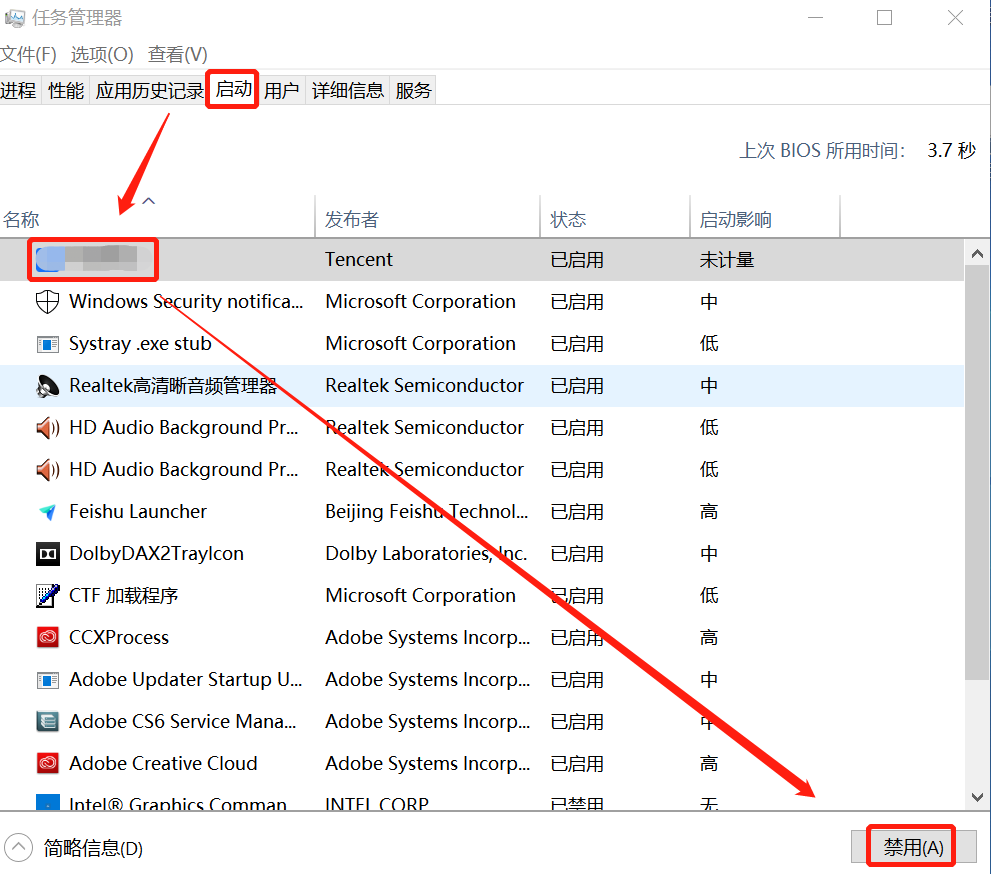 任务管理器
文件(F) 选项(O) 查看(V)
进程 性能 应用历史记录 启动 用户 详细信息 服务
上次 BIOS 所用时间: 3.7 秒
名称 发布者 状态 启动影响
Tencent 已启用 未计量
Windows Security notifica... Microsoft Corporation 已启用 中
Systray .exe stub Microsoft Corporation 已启用 低
Realtek高清晰音频管理器 Realtek Semiconductor 已启用 中
HD Audio Background Pr... Realtek Semiconductor 已启用 低
HD Audio Background Pr... Realtek Semiconductor 已启用 低
Feishu Launcher Beijing Feishu Technol... 已启用 高
DolbyDAX2TrayIcon Dolby Laboratories, Inc. 已启用 中
CTF 加载程序 Microsoft Corporation 已启用 低
CCXProcess Adobe Systems Incorp... 已启用 高
Adobe Updater Startup U... Adobe Systems Incorp... 已启用 中
Adobe CS6 Service Mana... Adobe Systems Incorp... 已启用 中
Adobe Creative Cloud Adobe Systems Incorp... 已启用 高
Intel® Graphics Comman INTEL CORP 已禁用 无
简略信息(D) 禁用(A)